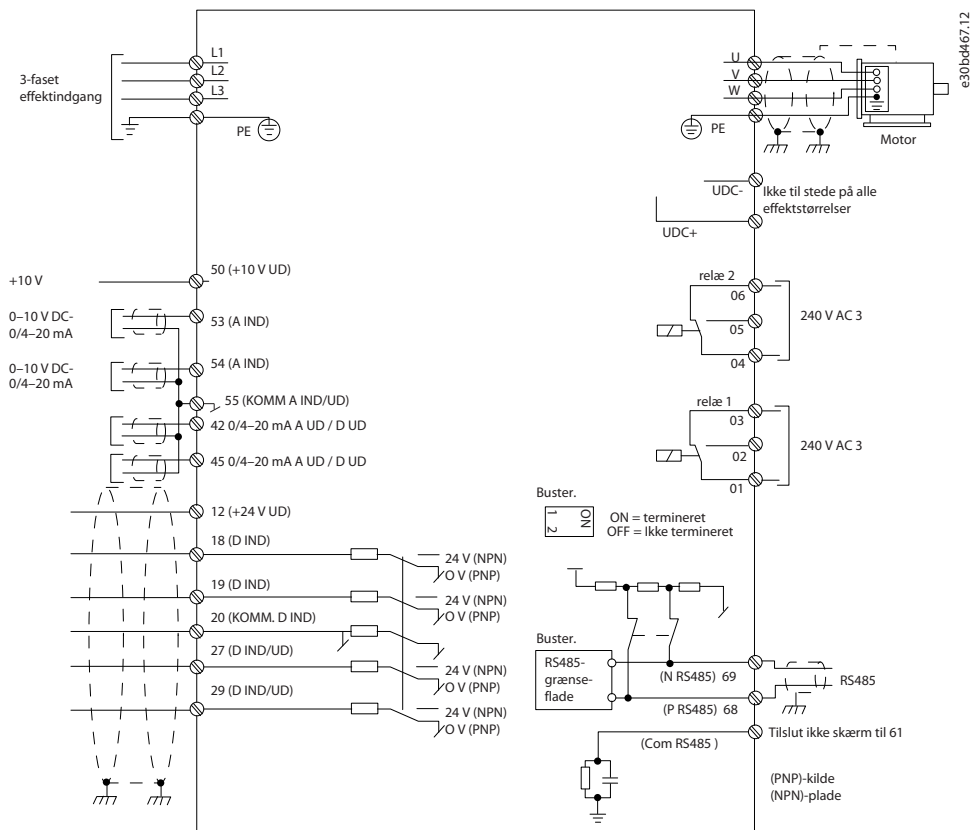 e30bd467.12
3-faset
effektindgang
L1
L2
L3
PE
U
V
W
PE
Motor
UDC-
Ikke til stede på alle
effektstørrelser
UDC+
+10 V
50 (+10 V UD)
0–10 V DC-
0/4–20 mA
53 (A IND)
0–10 V DC-
0/4–20 mA
54 (A IND)
55 (KOMM A IND/UD)
42 0/4–20 mA A UD / D UD
45 0/4–20 mA A UD / D UD
12 (+24 V UD)
18 (D IND)
24 V (NPN)
O V (PNP)
19 (D IND)
24 V (NPN)
O V (PNP)
20 (KOMM. D IND)
27 (D IND/UD)
24 V (NPN)
O V (PNP)
29 (D IND/UD)
24 V (NPN)
O V (PNP)
relæ 2
06
05
04
240 V AC 3
relæ 1
03
02
01
240 V AC 3
Buster.
1
2
ON
ON = termineret
OFF = Ikke termineret
Buster.
RS485-
grænse-
flade
(N RS485) 69
(P RS485) 68
RS485
(Com RS485 )
Tilslut ikke skærm til 61
(PNP)-kilde
(NPN)-plade